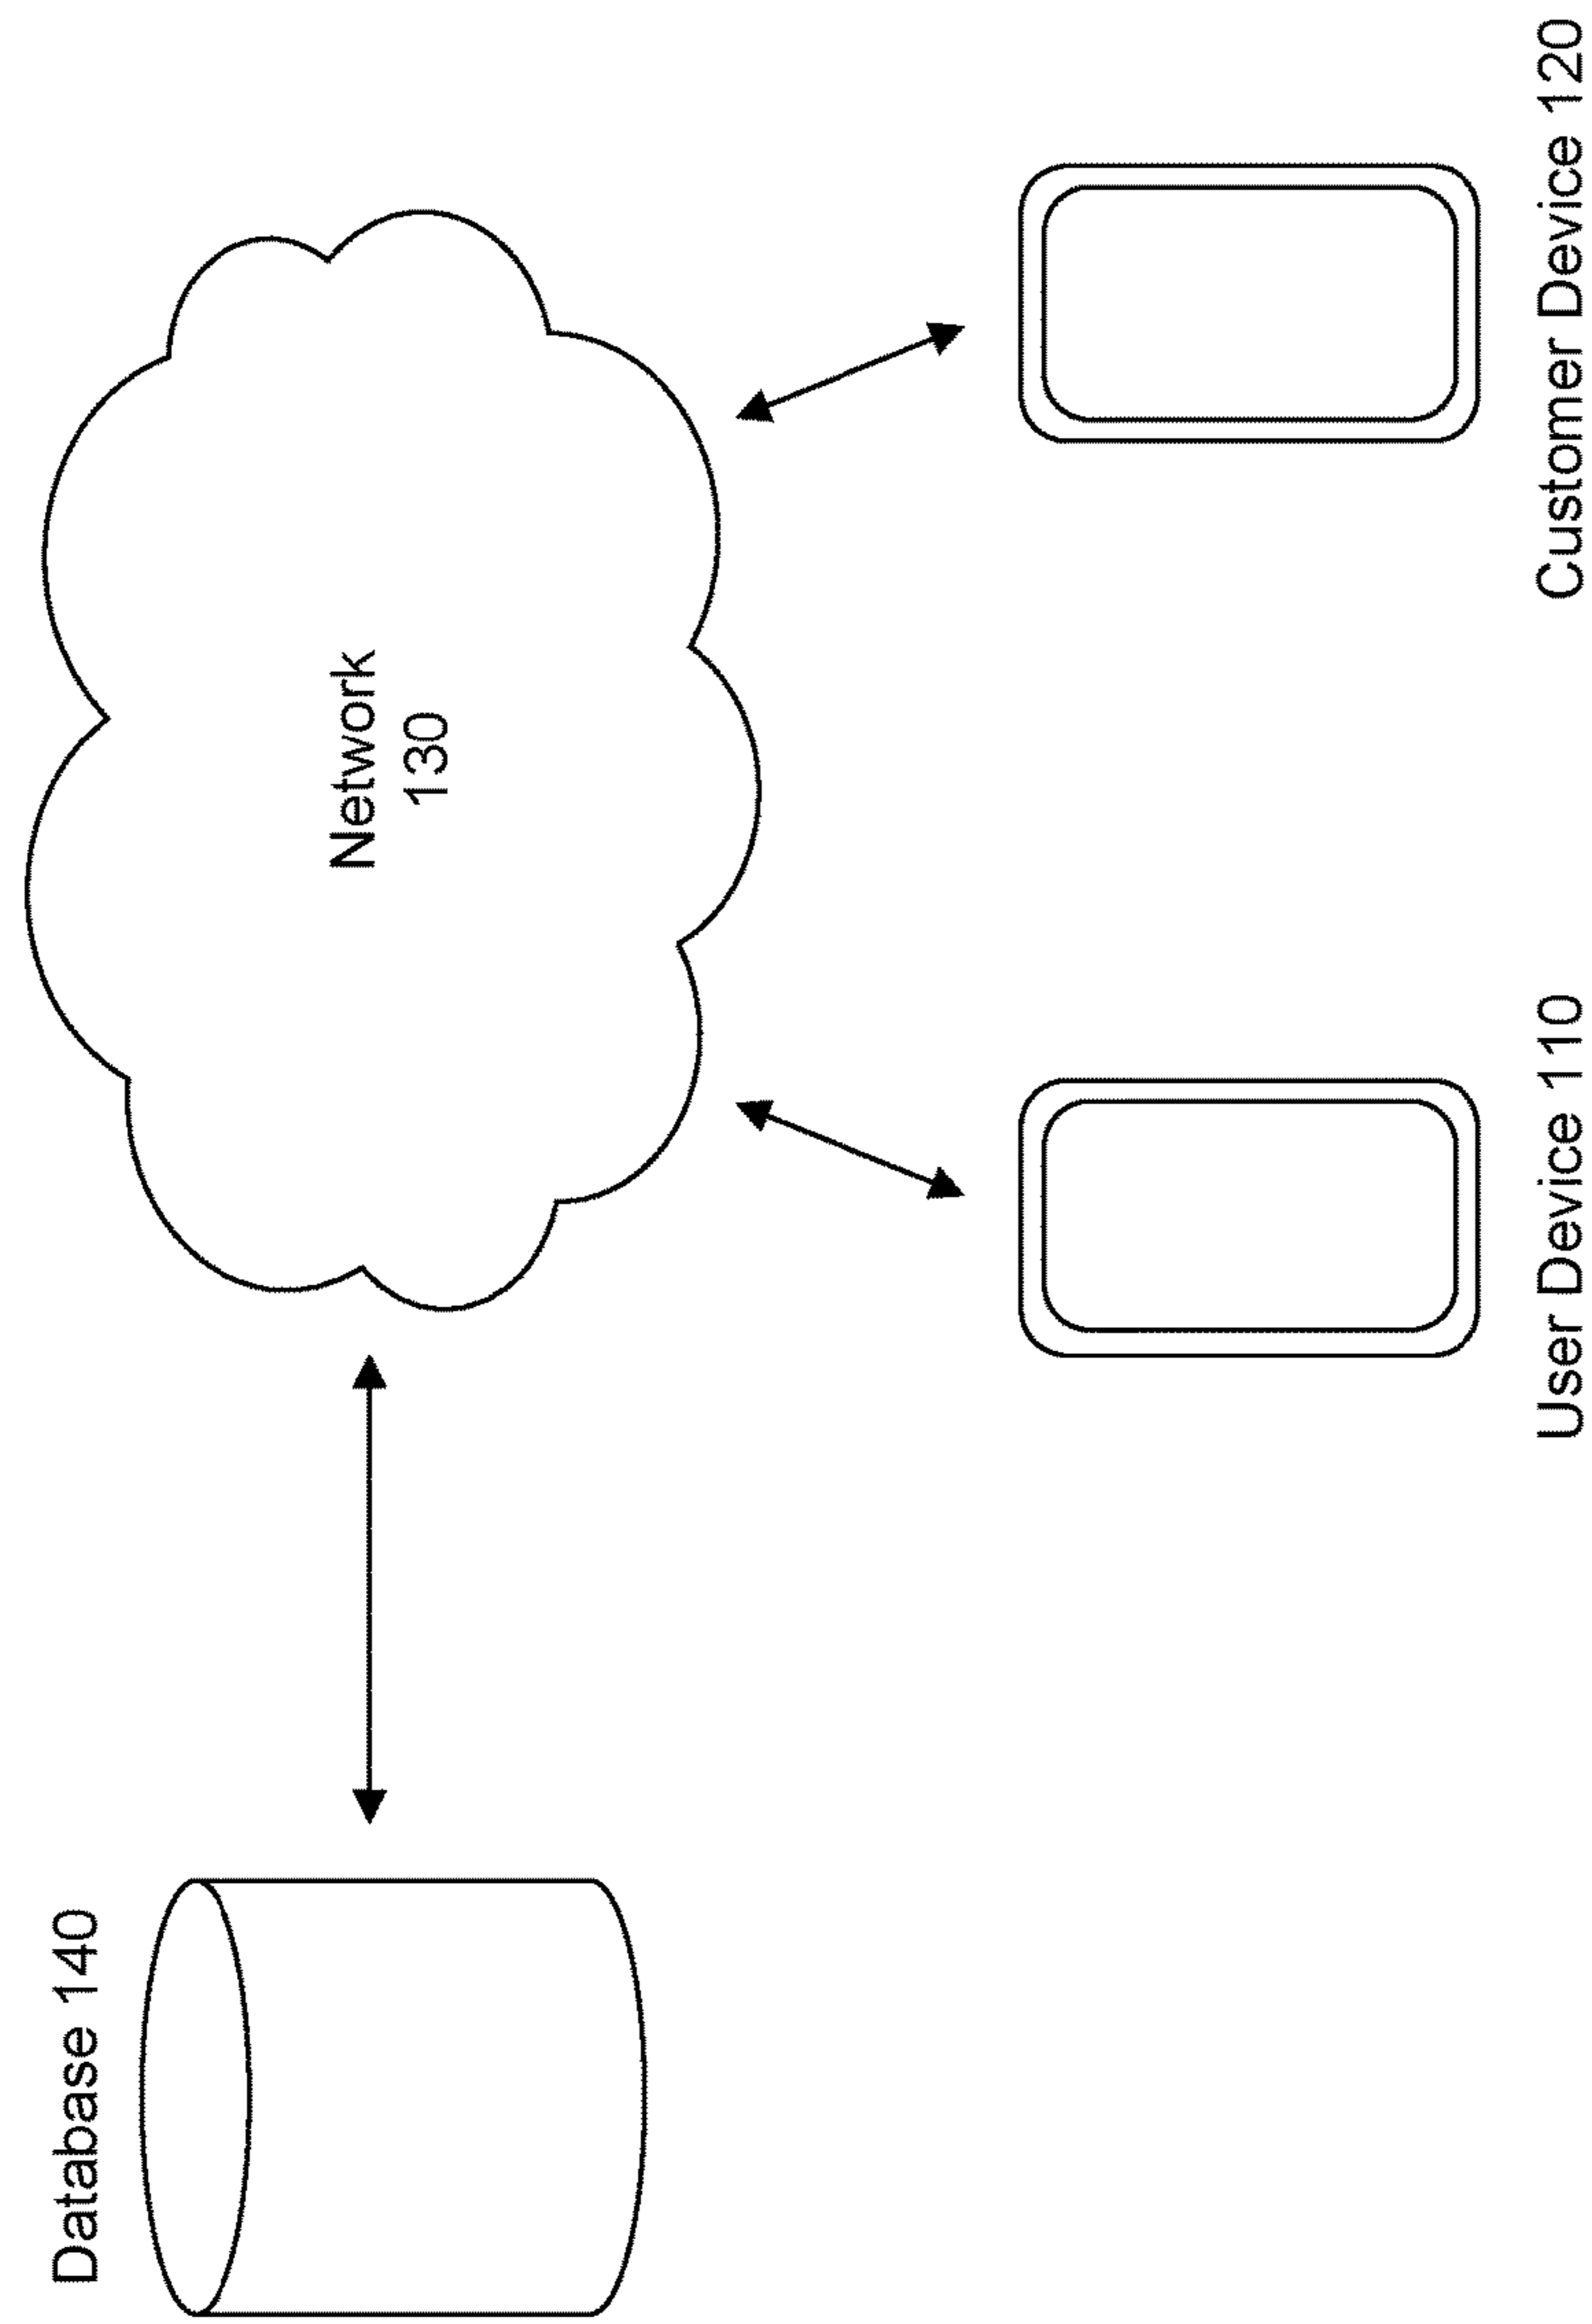 Database 140
Network
130
User Device 110
Customer Device 120